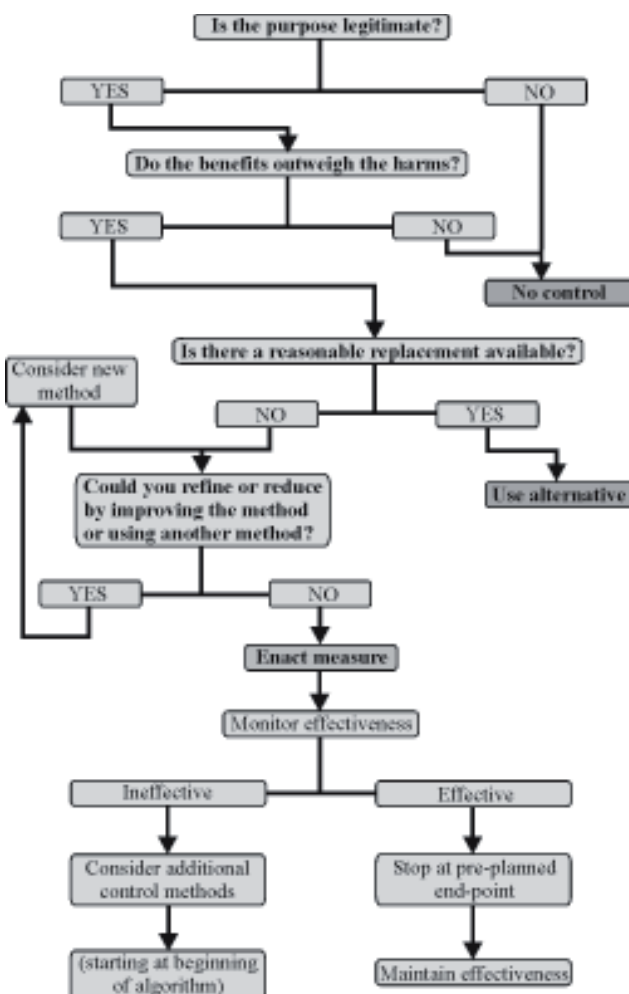 Is the purpose legitimate?
YES
NO
Do the benefits outweigh the harms?
YES
NO
No control
Is there a reasonable replacement available?
Consider new
method
NO
YES
Could you refine or reduce
by improving the method
or using another method?
Use alternative
YES
NO
Enact measure
Monitor effectiveness
Ineffective
Effective
Consider additional
control methods
Stop at pre-planned
end-point
(starting at beginning
of algorithm)
Maintain effectiveness